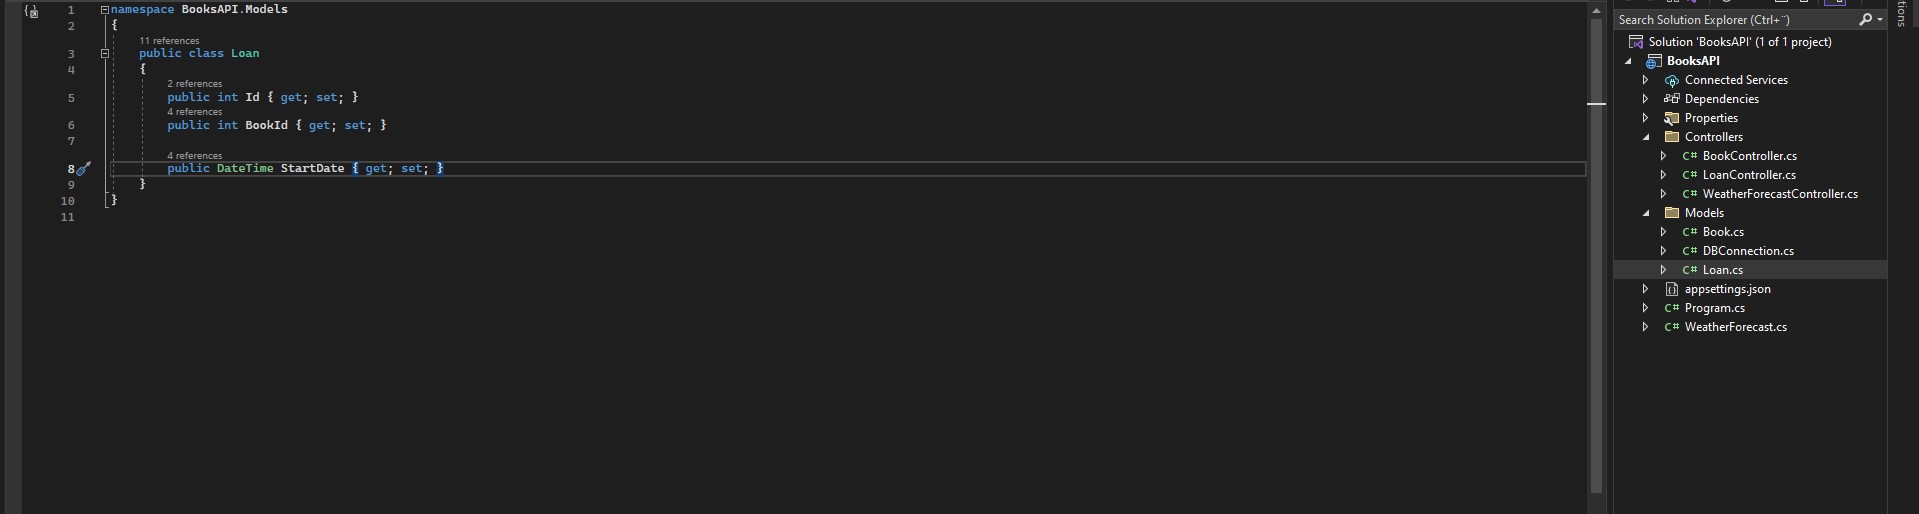 1 namespace BooksAPI.Models
2 {
11 references
3 public class Loan
4 {
2 references
5 public int Id { get; set; }
4 references
6 public int BookId { get; set; }
7
4 references
8 public DateTime StartDate { get; set; }
9 }
10 }
11
Search Solution Explorer (Ctrl+¨)
Solution 'BooksAPI' (1 of 1 project)
BooksAPI
Connected Services
Dependencies
Properties
Controllers
C# BookController.cs
C# LoanController.cs
C# WeatherForecastController.cs
Models
C# Book.cs
C# DBConnection.cs
C# Loan.cs
appsettings.json
C# Program.cs
C# WeatherForecast.cs